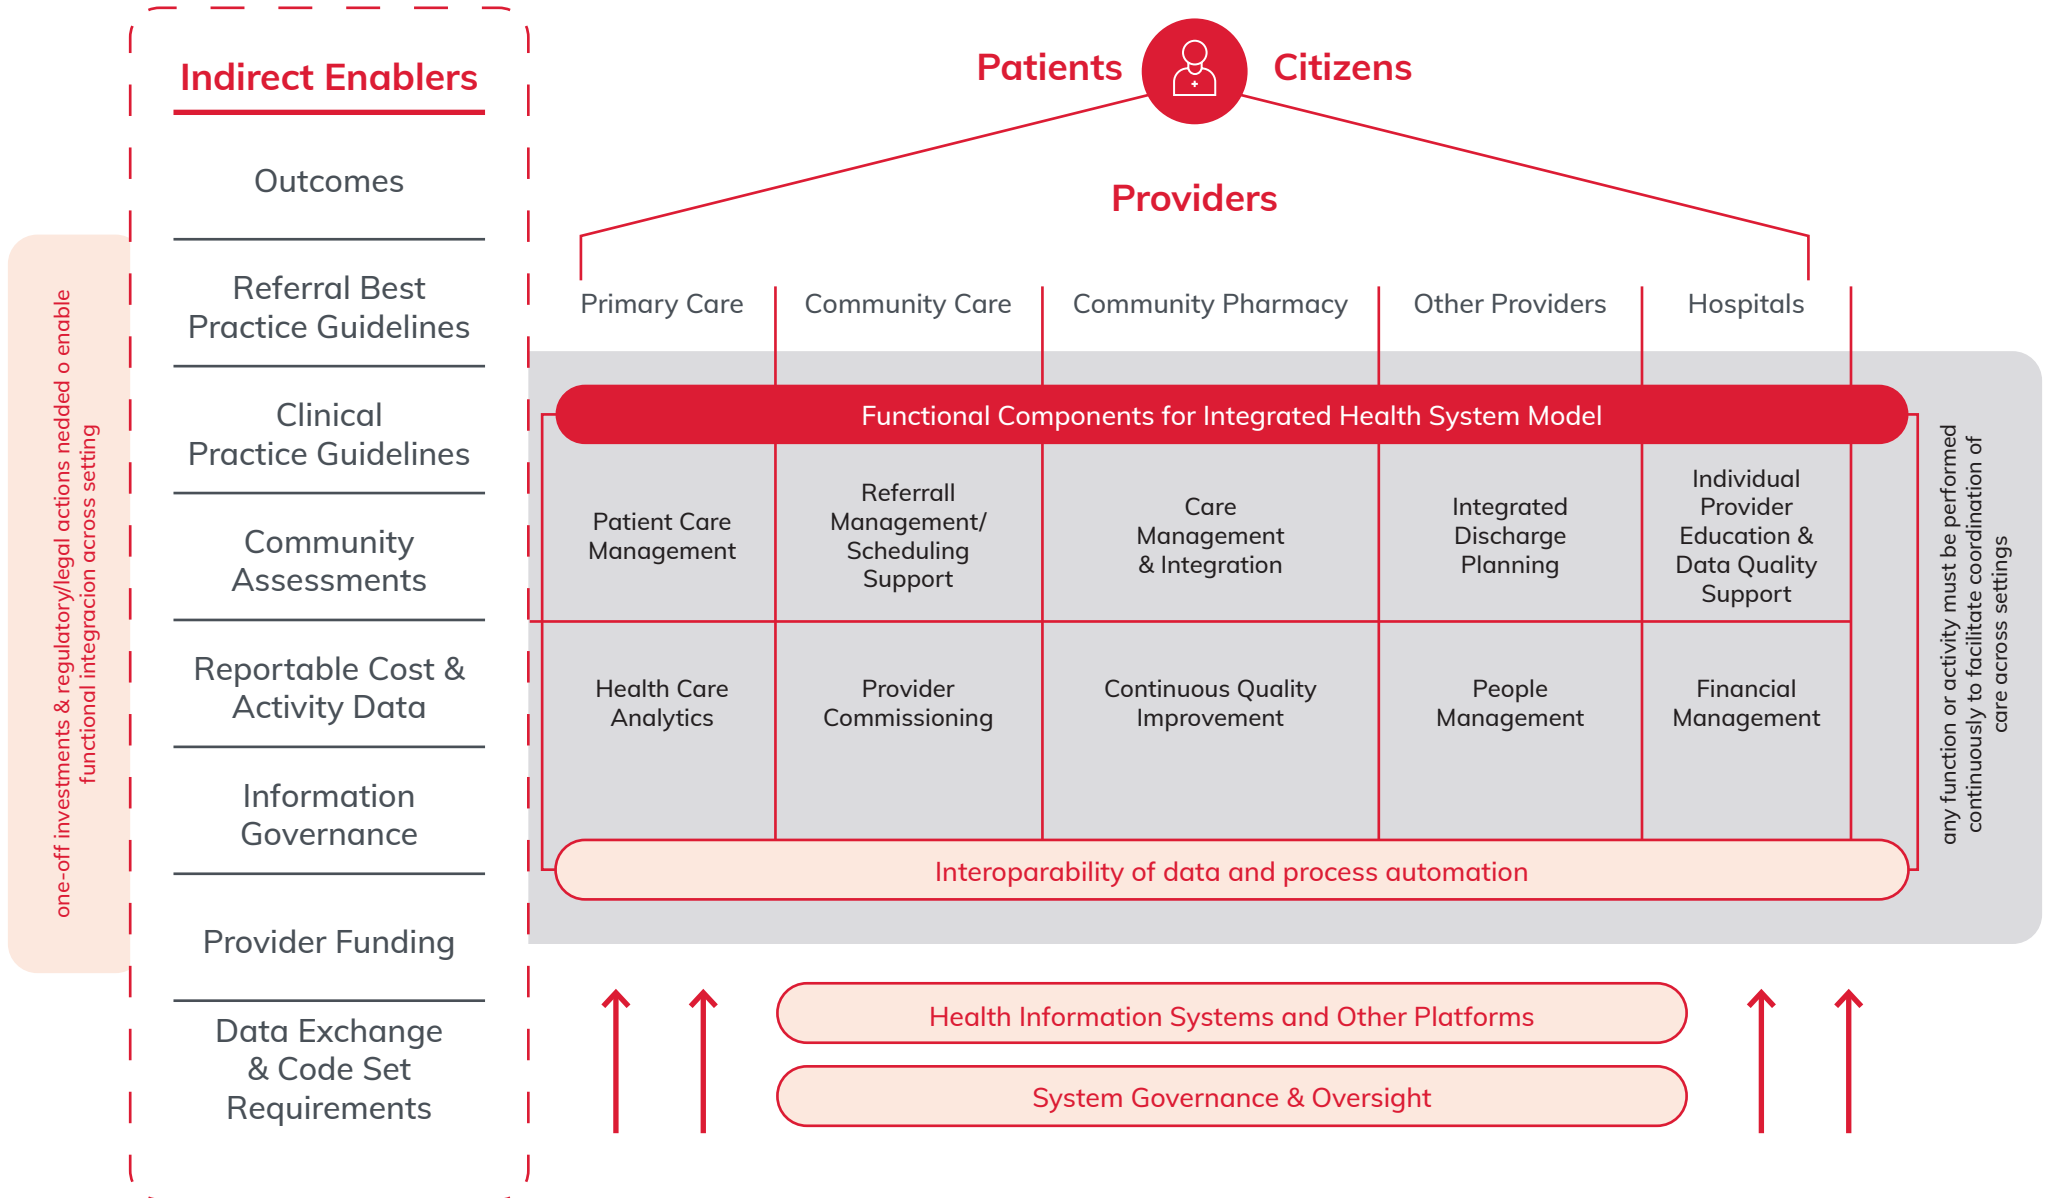 Indirect Enablers
Outcomes
Referral Best
Practice Guidelines
Clinical
Practice Guidelines
Community
Assessments
Reportable Cost &
Activity Data
Information
Governance
Provider Funding
Data Exchange
& Code Set
Requirements
one-off investments & regulatory/legal actions nedded o enable
functional integracion across setting
Patients
Citizens
Providers
Primary Care
Community Care
Community Pharmacy
Other Providers
Hospitals
Functional Components for Integrated Health System Model
Patient Care
Management
Referrall
Management/
Scheduling
Support
Care
Management
& Integration
Integrated
Discharge
Planning
Individual
Provider
Education &
Data Quality
Support
Health Care
Analytics
Provider
Commissioning
Continuous Quality
Improvement
People
Management
Financial
Management
Interoparability of data and process automation
any function or activity must be performed
continuously to facilitate coordination of
care across settings
Health Information Systems and Other Platforms
System Governance & Oversight